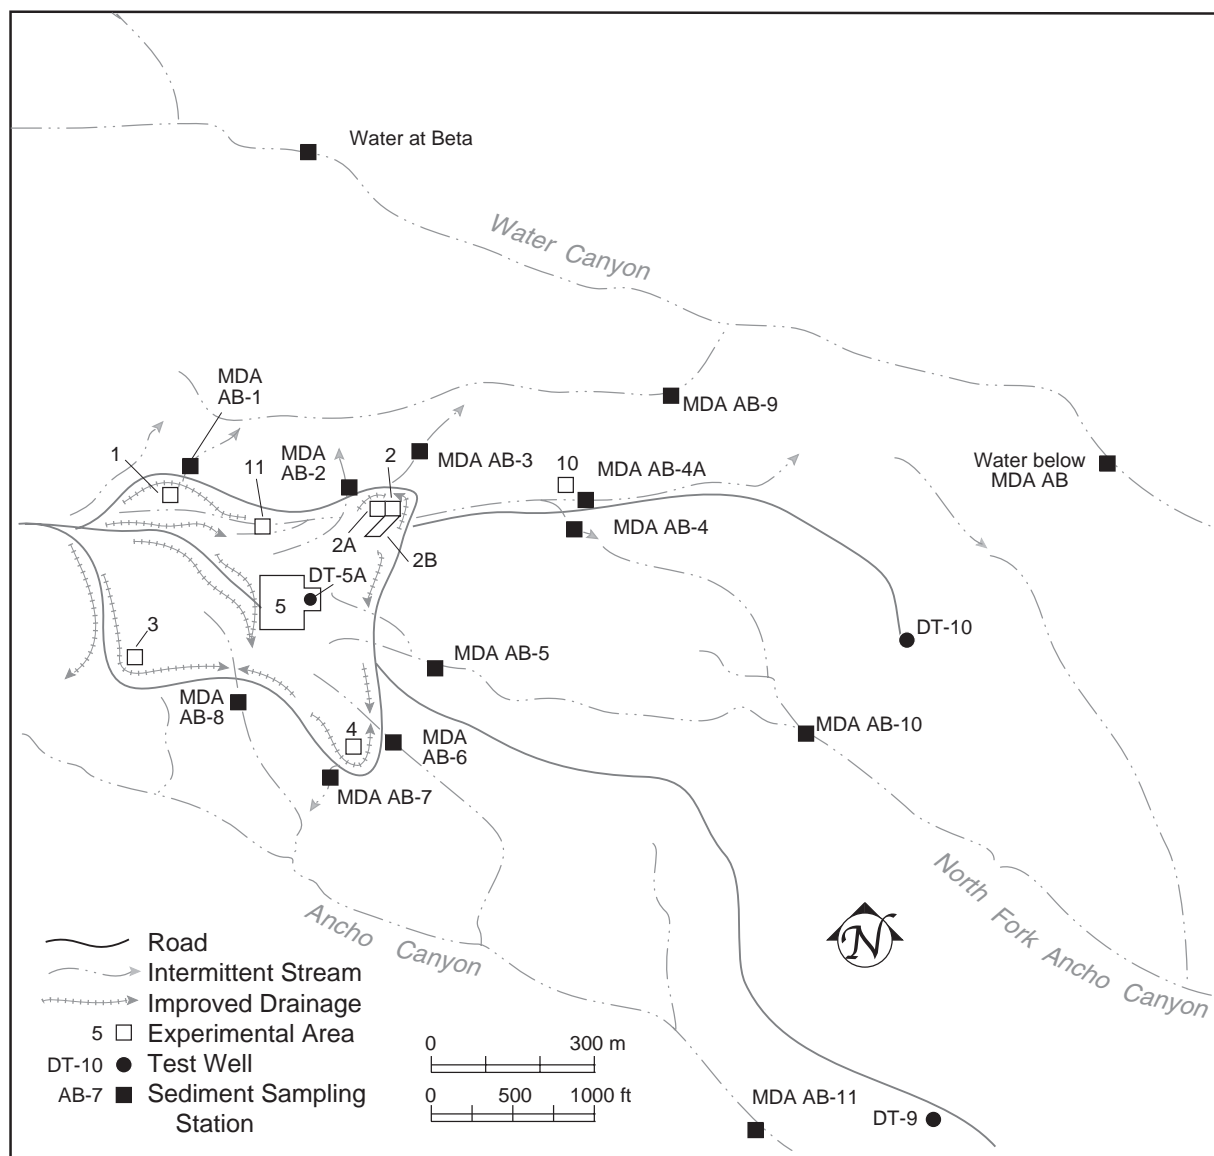 Water at Beta
Water Canyon
MDA
AB-1
MDA AB-9
1
11
MDA
AB-2
2
MDA AB-3
10
MDA AB-4A
Water below
MDA AB
MDA AB-4
2A
2B
DT-5A
5
3
DT-10
MDA AB-5
MDA
AB-8
4
MDA
AB-6
MDA AB-10
MDA AB-7
Ancho Canyon
North Fork Ancho Canyon
N
Road
Intermittent Stream
Improved Drainage
5 Experimental Area
DT-10 Test Well
AB-7 Sediment Sampling
Station
0 300 m
0 500 1000 ft
MDA AB-11
DT-9